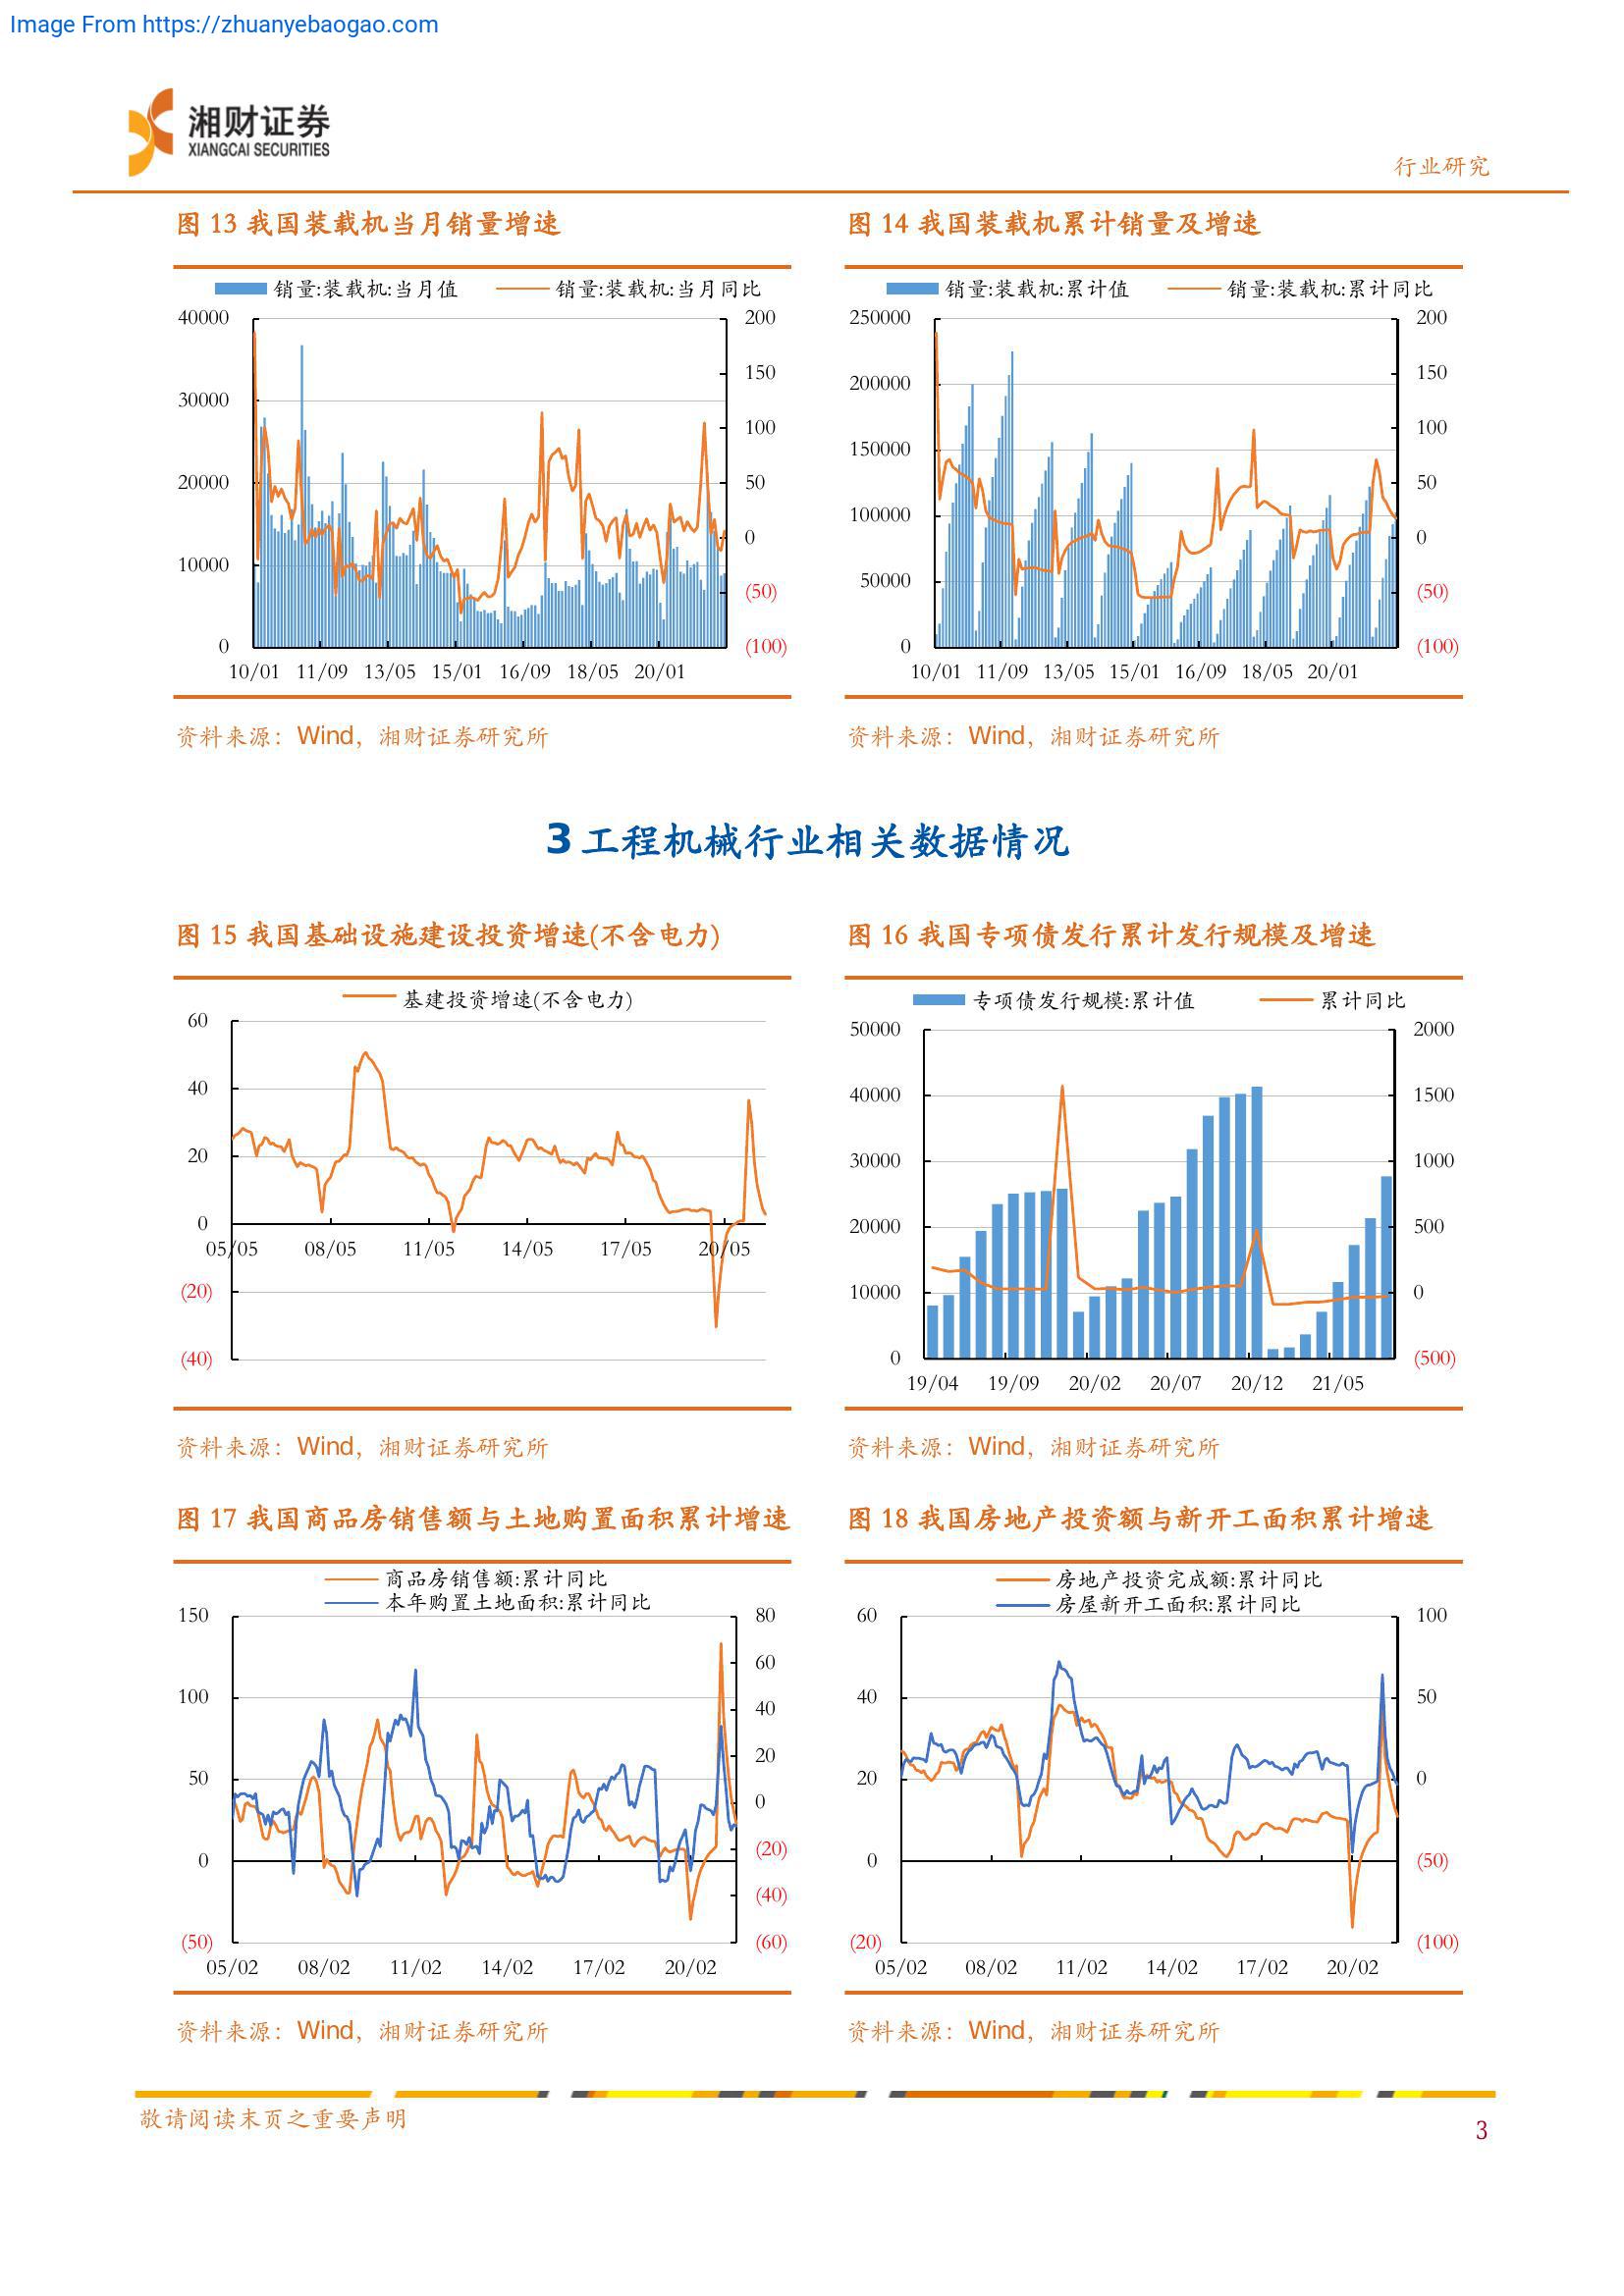 Image From https://zhuanyebaogao.com
湘财证券
XIANGCAI SECURITIES
行业研究
图 13 我国装载机当月销量增速
销量:装载机:当月值 销量:装载机:当月同比
40000 200
150
30000
100
20000 50
0
10000
(50)
0 (100)
10/01 11/09 13/05 15/01 16/09 18/05 20/01
资料来源：Wind，湘财证券研究所
图 14 我国装载机累计销量及增速
销量:装载机:累计值 销量:装载机:累计同比
250000 200
200000 150
150000 100
50
100000 0
50000 (50)
0 (100)
10/01 11/09 13/05 15/01 16/09 18/05 20/01
资料来源：Wind，湘财证券研究所
3 工程机械行业相关数据情况
图 15 我国基础设施建设投资增速(不含电力)
基建投资增速(不含电力)
60
40
20
0
05/05 08/05 11/05 14/05 17/05 20/05
(20)
(40)
资料来源：Wind，湘财证券研究所
图 16 我国专项债发行累计发行规模及增速
专项债发行规模:累计值 累计同比
50000 2000
40000 1500
30000 1000
20000 500
10000 0
0 (500)
19/04 19/09 20/02 20/07 20/12 21/05
资料来源：Wind，湘财证券研究所
图 17 我国商品房销售额与土地购置面积累计增速
商品房销售额:累计同比
本年购置土地面积:累计同比
150 80
60
100 40
50 20
0
0 (20)
(40)
(50) (60)
05/02 08/02 11/02 14/02 17/02 20/02
资料来源：Wind，湘财证券研究所
图 18 我国房地产投资额与新开工面积累计增速
房地产投资完成额:累计同比
房屋新开工面积:累计同比
60 100
40 50
20 0
0 (50)
(20) (100)
05/02 08/02 11/02 14/02 17/02 20/02
资料来源：Wind，湘财证券研究所
敬请阅读末页之重要声明
3